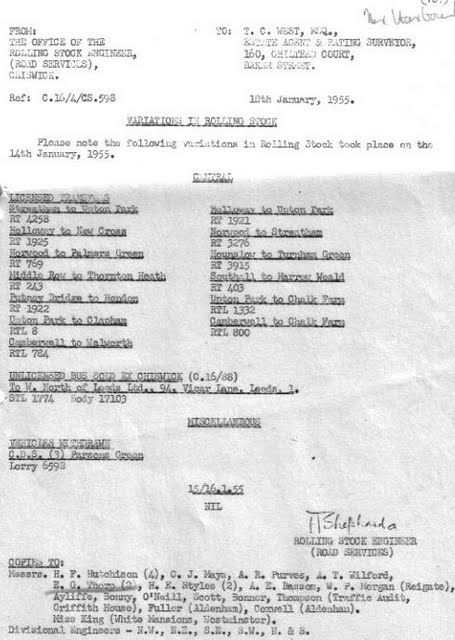 FROM:
THE OFFICE OF THE
ROLLING STOCK ENGINEER,
(ROAD SERVICES),
CHISWICK.
TO: T. C. WEST, ESQ.,
ESTATE AGENT & RATING SURVEYOR,
160, CHILTERN COURT,
BAKER STREET.
Ref: C.16/4/CS.598
18th January, 1955.
VARIATIONS IN ROLLING STOCK
Please note the following variations in Rolling Stock took place on the
14th January, 1955.
CENTRAL
LICENSED TRANSFERS
Streatham to Upton Park
RT 4258
Holloway to New Cross
RT 1925
Norwood to Palmers Green
RT 769
Middle Row to Thornton Heath
RT 243
Putney Bridge to Hendon
RT 1922
Upton Park to Clapham
RTL 8
Camberwell to Walworth
RTL 784
Holloway to Upton Park
RT 1921
Norwood to Streatham
RT 3276
Hounslow to Turnham Green
RT 3915
Southall to Harrow Weald
RT 403
Upton Park to Chalk Farm
RTL 1332
Camberwell to Chalk Farm
RTL 800
UNLICENSED BUS SOLD EX CHISWICK (C.16/88)
To W. North of Leeds Ltd., 94, Vicar Lane, Leeds, 1.
STL 1774 Body 17103
MISCELLANEOUS
VEHICLES WITHDRAWN
C.D.S. (3) Parsons Green
Lorry 659B
15/16.1.55
NIL
ROLLING STOCK ENGINEER
(ROAD SERVICES)
COPIES TO:
Messrs. H. F. Hutchison (4), C. J. Mays, A. R. Purves, A. T. Wilford,
E. G. Thorn (2), H. K. Styles (2), A. E. Bassom, W. F. Morgan (Reigate),
Ayliffe, Bonny, O'Neill, Scott, Bonnor, Thompson (Traffic Audit,
Griffith House), Fuller (Aldenham), Coxwell (Aldenham).
Miss King (White Mansions, Westminster).
Divisional Engineers - N.W., N.E., S.E., S.W., N. & S.